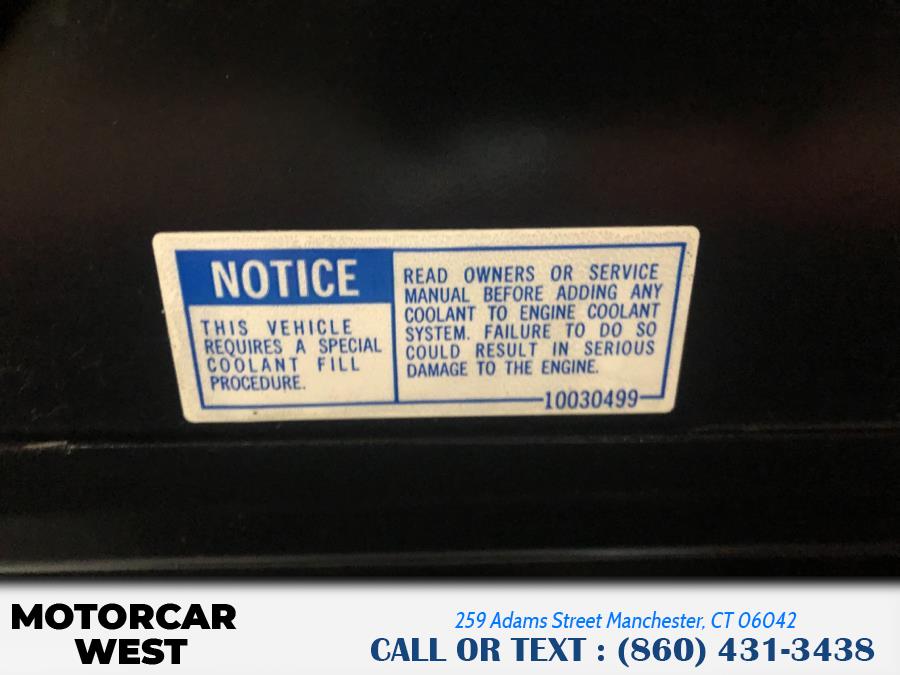 NOTICE
THIS VEHICLE
REQUIRES A SPECIAL
COOLANT FILL
PROCEDURE.
READ OWNERS OR SERVICE
MANUAL BEFORE ADDING ANY
COOLANT TO ENGINE COOLANT
SYSTEM. FAILURE TO DO SO
COULD RESULT IN SERIOUS
DAMAGE TO THE ENGINE.
10030499
MOTORCAR
WEST
259 Adams Street Manchester, CT 06042
CALL OR TEXT : (860) 431-3438